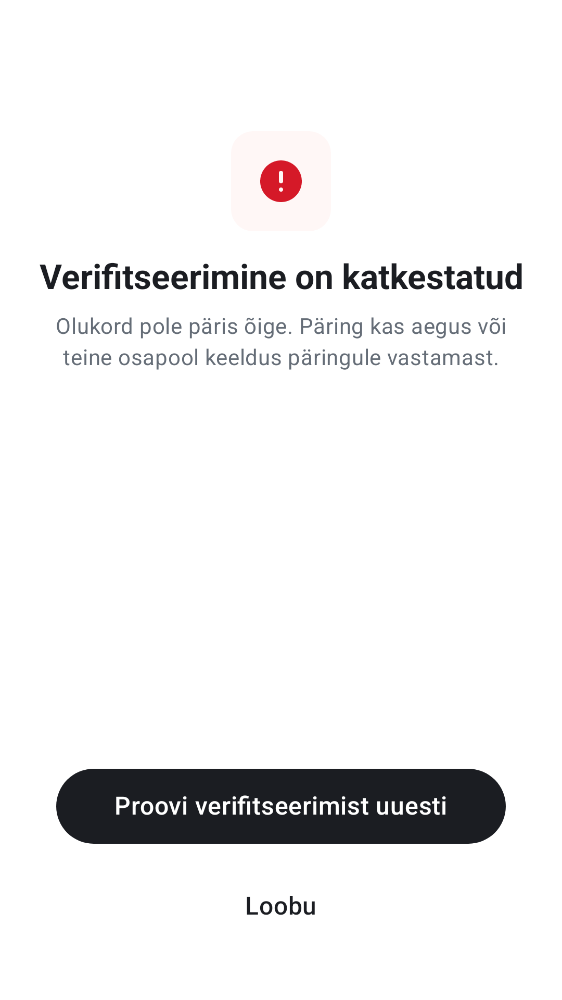 Verifitseerimine on katkestatud
Olukord pole päris õige. Päring kas aegus või
teine osapool keeldus päringule vastamast.
Proovi verifitseerimist uuesti
Loobu